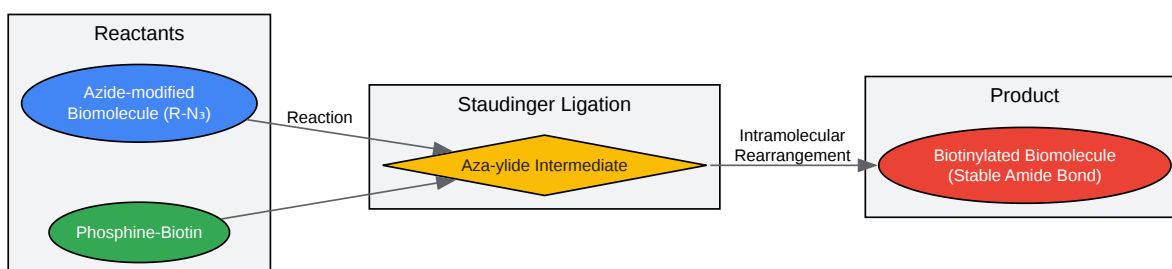 Reactants
Azide-modified
Biomolecule (R-N₃)
Phosphine-Biotin
Reaction
Staudinger Ligation
Aza-ylide Intermediate
Intramolecular
Rearrangement
Product
Biotinylated Biomolecule
(Stable Amide Bond)